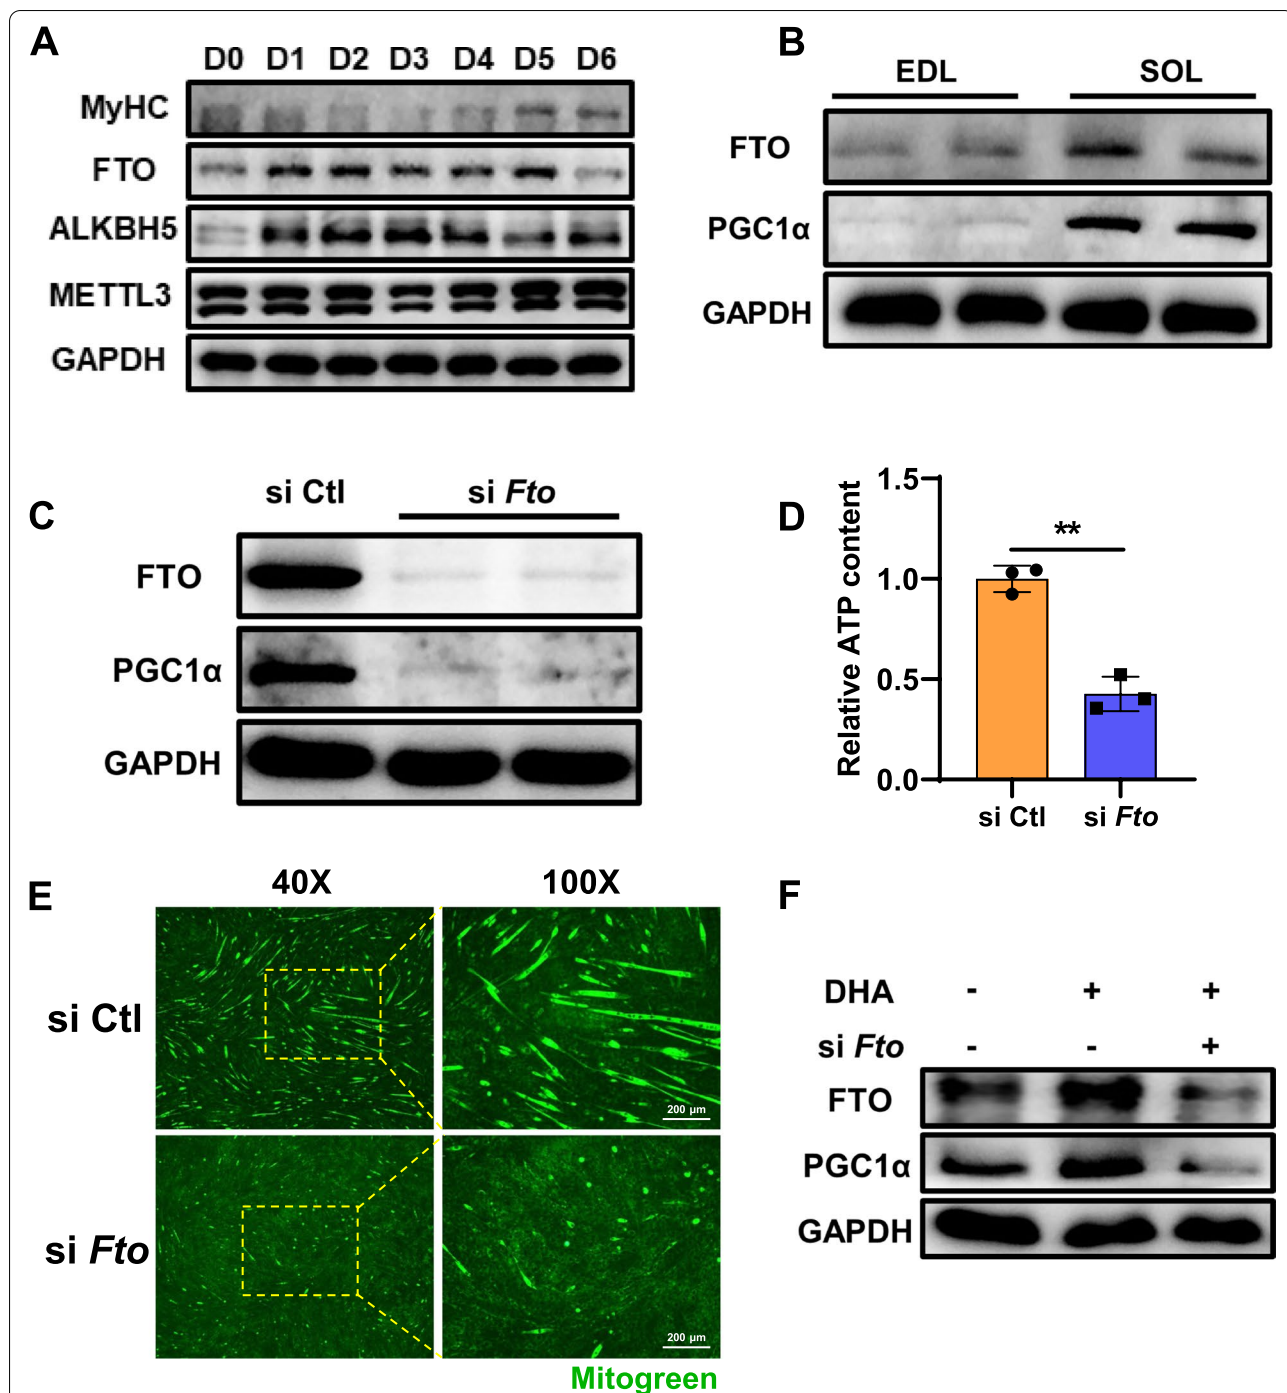 A
D0 D1 D2 D3 D4 D5 D6
MyHC
FTO
ALKBH5
METTL3
GAPDH
B
EDL SOL
FTO
PGC1α
GAPDH
C
si Ctl si Fto
FTO
PGC1α
GAPDH
D
Relative ATP content
1.5
1.0
0.5
0.0
**
si Ctl si Fto
E
40X 100X
si Ctl
200 μm
si Fto
200 μm
Mitogreen
F
DHA - + +
si Fto - - +
FTO
PGC1α
GAPDH